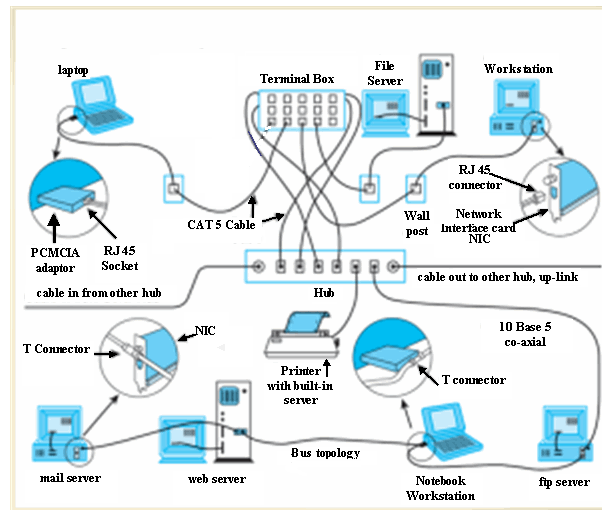 laptop
Terminal Box
File
Server
Workstation
RJ 45
connector
CAT 5 Cable
Wall
post
Network
Interface card
NIC
PCMCIA
adaptor
RJ 45
Socket
cable in from other hub
Hub
cable out to other hub, up-link
NIC
T Connector
Printer
with built-in
server
10 Base 5
co-axial
T connector
Bus topology
mail server
web server
Notebook
Workstation
ftp server